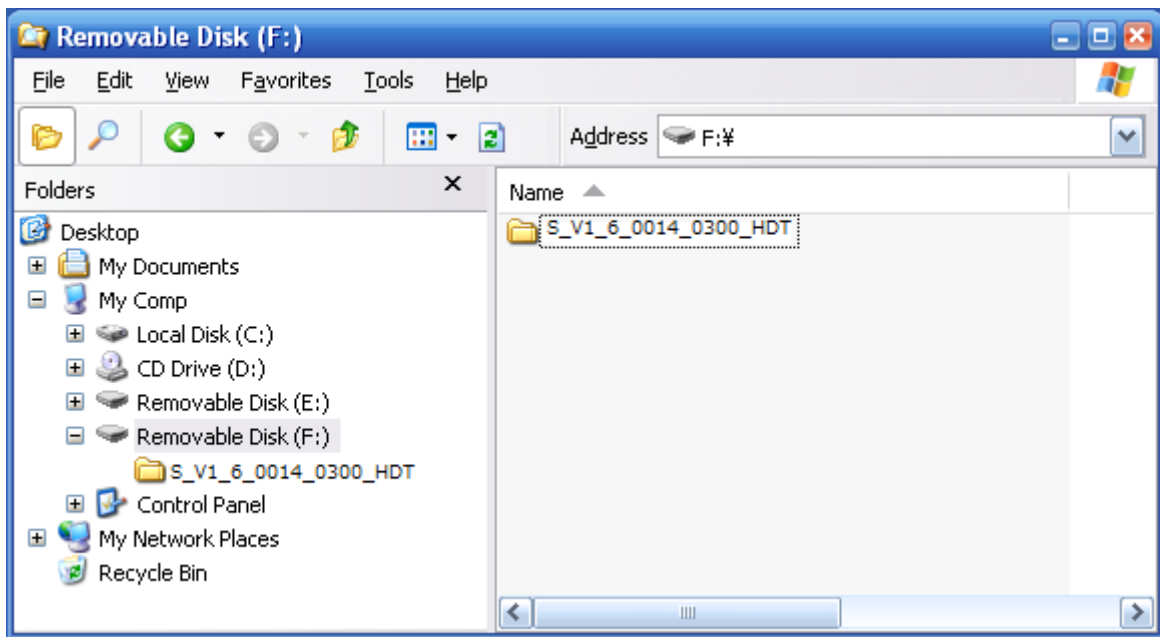 Removable Disk (F:)
File Edit View Favorites Tools Help
Address F:¥
Folders
Desktop
My Documents
My Comp
Local Disk (C:)
CD Drive (D:)
Removable Disk (E:)
Removable Disk (F:)
S_V1_6_0014_0300_HDT
Control Panel
My Network Places
Recycle Bin
Name
S_V1_6_0014_0300_HDT